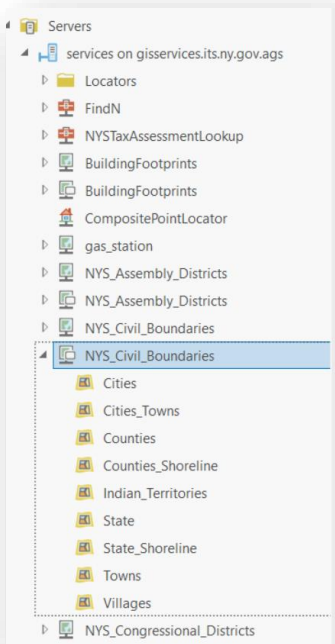 Servers
services on gisservices.its.ny.gov.ags
Locators
FindN
NYSTaxAssessmentLookup
BuildingFootprints
BuildingFootprints
CompositePointLocator
gas_station
NYS_Assembly_Districts
NYS_Assembly_Districts
NYS_Civil_Boundaries
NYS_Civil_Boundaries
Cities
Cities_Towns
Counties
Counties_Shoreline
Indian_Territories
State
State_Shoreline
Towns
Villages
NYS_Congressional_Districts